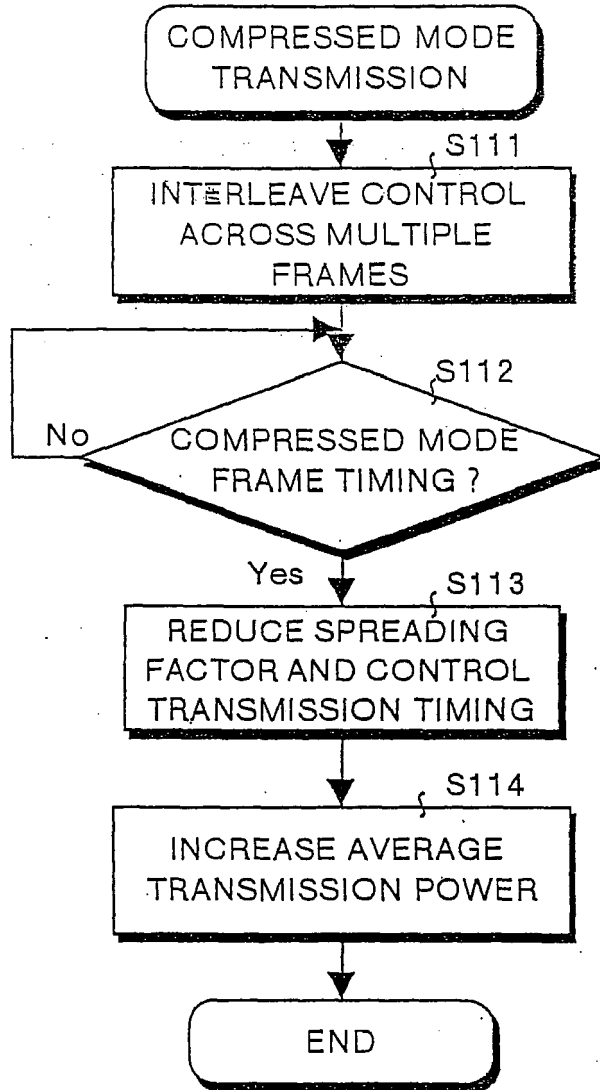 COMPRESSED MODE
TRANSMISSION
S111
INTERLEAVE CONTROL
ACROSS MULTIPLE
FRAMES
S112
No
COMPRESSED MODE
FRAME TIMING ?
Yes
S113
REDUCE SPREADING
FACTOR AND CONTROL
TRANSMISSION TIMING
S114
INCREASE AVERAGE
TRANSMISSION POWER
END